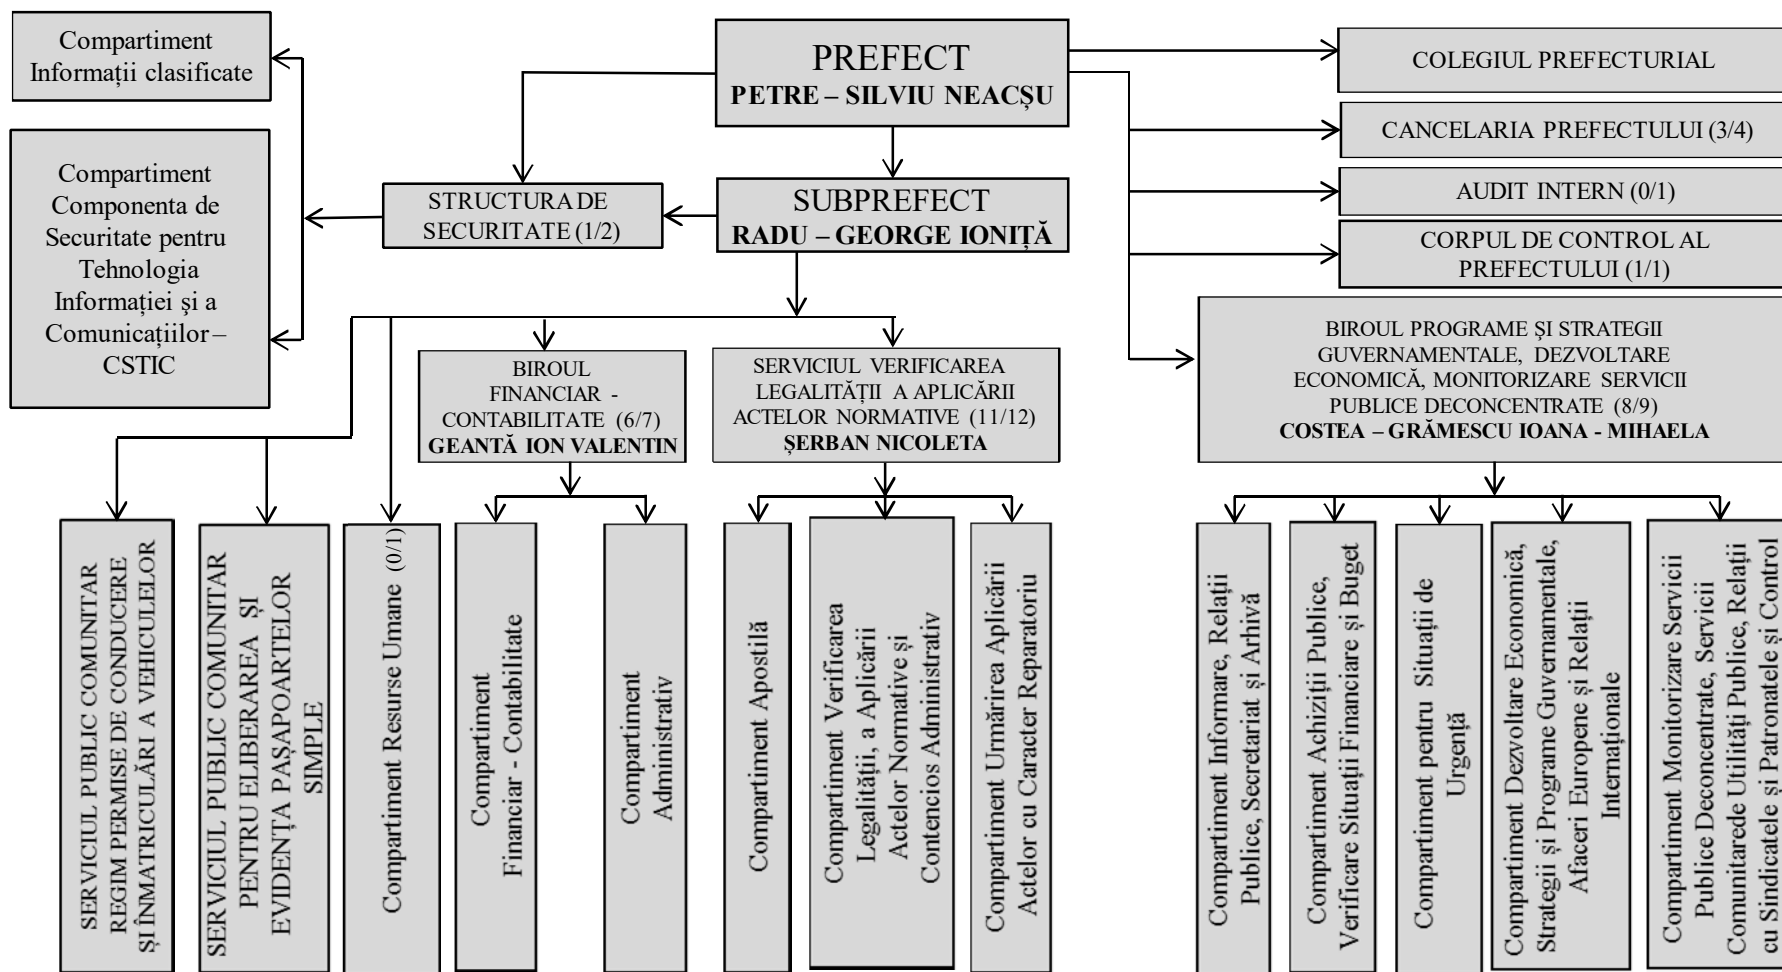 Compartiment
Informații clasificate
PREFECT
PETRE – SILVIU NEACȘU
COLEGIUL PREFECTURIAL
CANCELARIA PREFECTULUI (3/4)
Compartiment
Componenta de
Securitate pentru
Tehnologia
Informației şi a
Comunicațiilor –
CSTIC
STRUCTURA DE
SECURITATE (1/2)
SUBPREFECT
RADU – GEORGE IONIȚĂ
AUDIT INTERN (0/1)
CORPUL DE CONTROL AL
PREFECTULUI (1/1)
BIROUL
FINANCIAR -
CONTABILITATE (6/7)
GEANTĂ ION VALENTIN
SERVICIUL VERIFICAREA
LEGALITĂȚII A APLICĂRII
ACTELOR NORMATIVE (11/12)
ȘERBAN NICOLETA
BIROUL PROGRAME ŞI STRATEGII
GUVERNAMENTALE, DEZVOLTARE
ECONOMICĂ, MONITORIZARE SERVICII
PUBLICE DECONCENTRATE (8/9)
COSTEA – GRĂMESCU IOANA - MIHAELA
SERVICIUL PUBLIC COMUNITAR
REGIM PERMISE DE CONDUCERE
ȘI ÎNMATRICULĂRI A VEHICULELOR
SERVICIUL PUBLIC COMUNITAR
PENTRU ELIBERAREA ȘI
EVIDENȚA PAȘAPOARTELOR
SIMPLE
Compartiment Resurse Umane (0/1)
Compartiment
Financiar - Contabilitate
Compartiment
Administrativ
Compartiment Apostilă
Compartiment Verificarea
Legalității, a Aplicării
Actelor Normative și
Contencios Administrativ
Compartiment Urmărirea Aplicării
Actelor cu Caracter Reparatoriu
Compartiment Informare, Relații
Publice, Secretariat și Arhivă
Compartiment Achiziții Publice,
Verificare Situații Financiare și Buget
Compartiment pentru Situații de
Urgență
Compartiment Dezvoltare Economică,
Strategii și Programe Guvernamentale,
Afaceri Europene și Relații
Internaționale
Compartiment Monitorizare Servicii
Publice Deconcentrate, Servicii
Comunitarede Utilități Publice, Relații
cu Sindicatele și Patronatele și Control